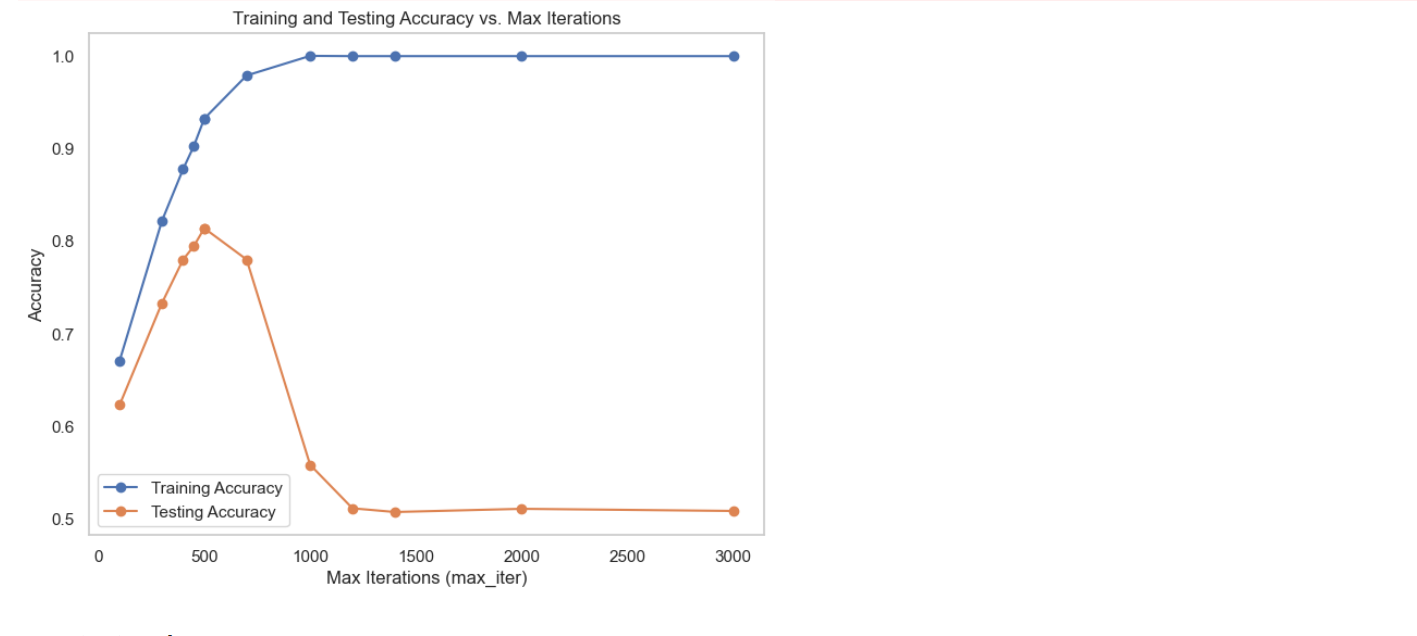 Training and Testing Accuracy vs. Max Iterations
1.0
0.9
0.8
0.7
0.6
0.5
Accuracy
Training Accuracy
Testing Accuracy
0 500 1000 1500 2000 2500 3000
Max Iterations (max_iter)